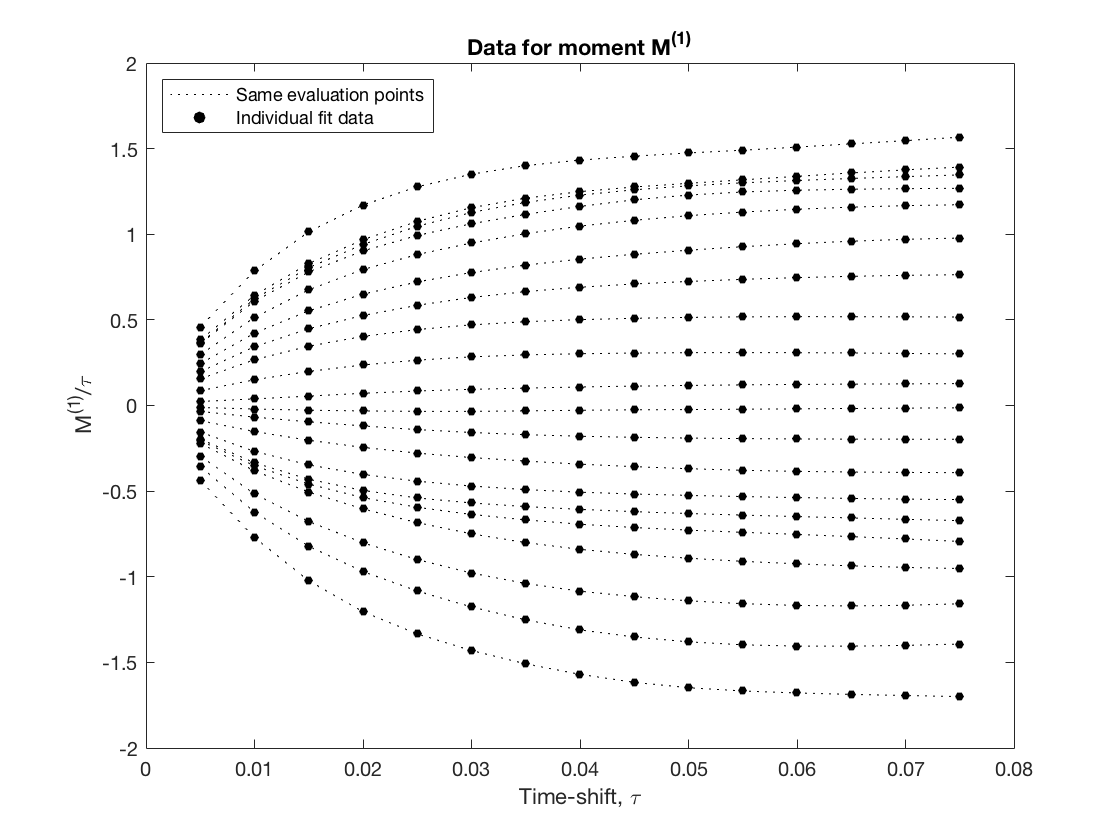 Data for moment M^(1)
Same evaluation points
Individual fit data
M^(1)/τ
2
1.5
1
0.5
0
-0.5
-1
-1.5
-2
0 0.01 0.02 0.03 0.04 0.05 0.06 0.07 0.08
Time-shift, τ